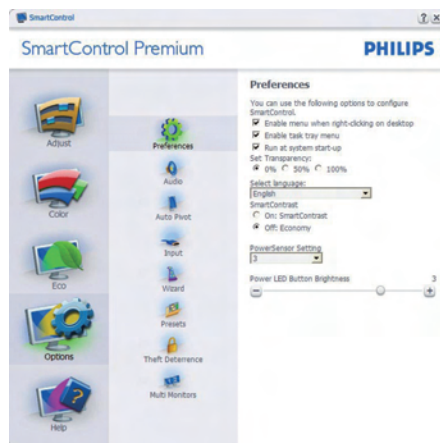 SmartControl
SmartControl Premium
PHILIPS
Adjust
Color
Eco
Options
Help
Preferences
Audio
Auto Pivot
Input
Wizard
Presets
Theft Deterrence
Multi Monitors
Preferences
You can use the following options to configure
SmartControl.
Enable menu when right-clicking on desktop
Enable task tray menu
Run at system start-up
Set Transparency:
0% 50% 100%
Select language:
English
SmartContrast
On: SmartContrast
Off: Economy
PowerSensor Setting
3
Power LED Button Brightness 3